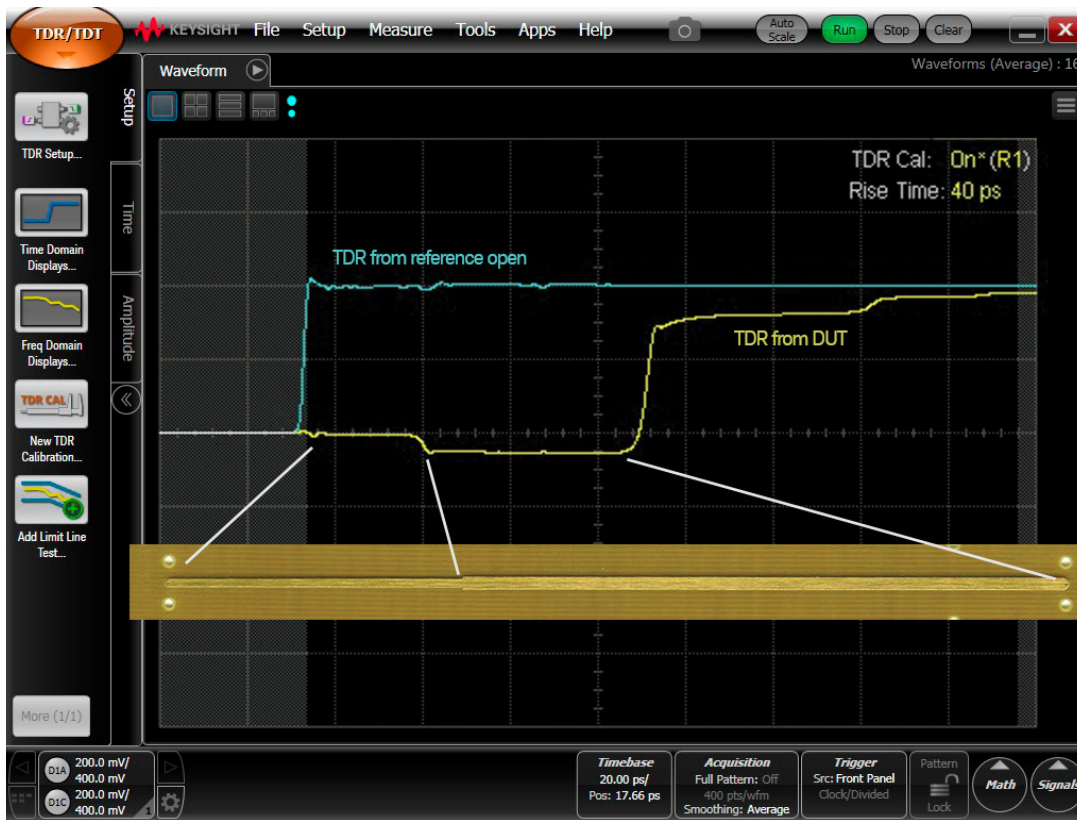 TDR/TDT
KEYSIGHT File Setup Measure Tools Apps Help
Auto
Scale
Run
Stop
Clear
Waveform
Waveforms (Average) : 16
Setup
Time
Amplitude
TDR Setup...
Time Domain
Displays...
Freq Domain
Displays...
TDR CAL
New TDR
Calibration...
Add Limit Line
Test...
More (1/1)
TDR Cal: On* (R1)
Rise Time: 40 ps
TDR from reference open
TDR from DUT
D1A 200.0 mV/
400.0 mV
D1C 200.0 mV/
400.0 mV
1
Timebase
20.00 ps/
Pos: 17.66 ps
Acquisition
Full Pattern: Off
400 pts/wfm
Smoothing: Average
Trigger
Src: Front Panel
Clock/Divided
Pattern
Lock
Math
Signals